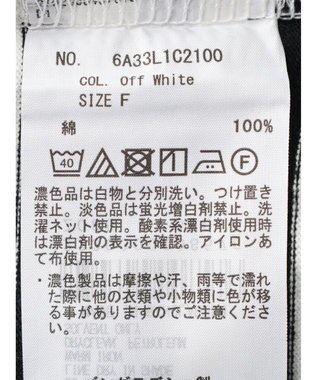 NO. 6A33L1C2100
COL. Off White
SIZE F
綿 100%
40 F
濃色品は白物と分別洗い。つけ置き
禁止。淡色品は蛍光増白剤禁止。洗
濯ネット使用。酸素系漂白剤使用時
は漂白剤の表示を確認。アイロンあ
て布使用。
・濃色製品は摩擦や汗、雨等で濡れ
た際に他の衣類や小物類に色が移
る事がありますのでご注意くださ
い。